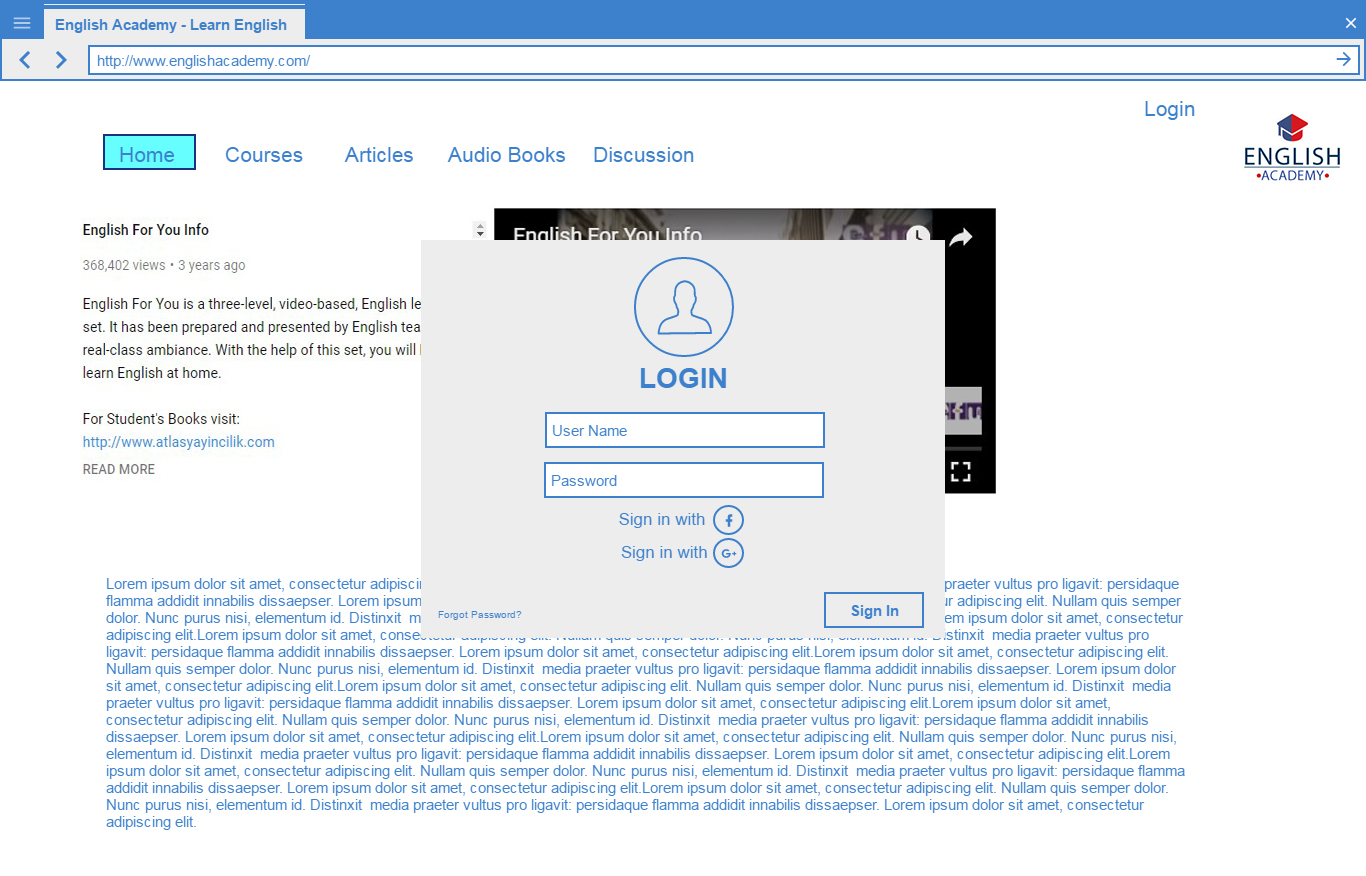 English Academy - Learn English
http://www.englishacademy.com/
Login
Home Courses Articles Audio Books Discussion
ENGLISH
ACADEMY
English For You Info
368,402 views • 3 years ago
English For You is a three-level, video-based, English le
set. It has been prepared and presented by English tea
real-class ambiance. With the help of this set, you will
learn English at home.
For Student's Books visit:
http://www.atlasyayincilik.com
READ MORE
English For You Info
LOGIN
User Name
Password
Sign in with
Sign in with G+
Forgot Password?
Sign In
Lorem ipsum dolor sit amet, consectetur adipisci praeter vultus pro ligavit: persidaque
flamma addidit innabilis dissaepser. Lorem ipsum adipiscing elit. Nullam quis semper
dolor. Nunc purus nisi, elementum id. Distinxit m ipsum dolor sit amet, consectetur
adipiscing elit.Lorem ipsum dolor sit amet, consectetur adipiscing elit. Nullam quis semper dolor. Nunc purus nisi, elementum id. Distinxit media praeter vultus pro
ligavit: persidaque flamma addidit innabilis dissaepser. Lorem ipsum dolor sit amet, consectetur adipiscing elit.Lorem ipsum dolor sit amet, consectetur adipiscing elit.
Nullam quis semper dolor. Nunc purus nisi, elementum id. Distinxit media praeter vultus pro ligavit: persidaque flamma addidit innabilis dissaepser. Lorem ipsum dolor
sit amet, consectetur adipiscing elit.Lorem ipsum dolor sit amet, consectetur adipiscing elit. Nullam quis semper dolor. Nunc purus nisi, elementum id. Distinxit media
praeter vultus pro ligavit: persidaque flamma addidit innabilis dissaepser. Lorem ipsum dolor sit amet, consectetur adipiscing elit.Lorem ipsum dolor sit amet,
consectetur adipiscing elit. Nullam quis semper dolor. Nunc purus nisi, elementum id. Distinxit media praeter vultus pro ligavit: persidaque flamma addidit innabilis
dissaepser. Lorem ipsum dolor sit amet, consectetur adipiscing elit.Lorem ipsum dolor sit amet, consectetur adipiscing elit. Nullam quis semper dolor. Nunc purus nisi,
elementum id. Distinxit media praeter vultus pro ligavit: persidaque flamma addidit innabilis dissaepser. Lorem ipsum dolor sit amet, consectetur adipiscing elit.Lorem
ipsum dolor sit amet, consectetur adipiscing elit. Nullam quis semper dolor. Nunc purus nisi, elementum id. Distinxit media praeter vultus pro ligavit: persidaque flamma
addidit innabilis dissaepser. Lorem ipsum dolor sit amet, consectetur adipiscing elit.Lorem ipsum dolor sit amet, consectetur adipiscing elit. Nullam quis semper dolor.
Nunc purus nisi, elementum id. Distinxit media praeter vultus pro ligavit: persidaque flamma addidit innabilis dissaepser. Lorem ipsum dolor sit amet, consectetur
adipiscing elit.